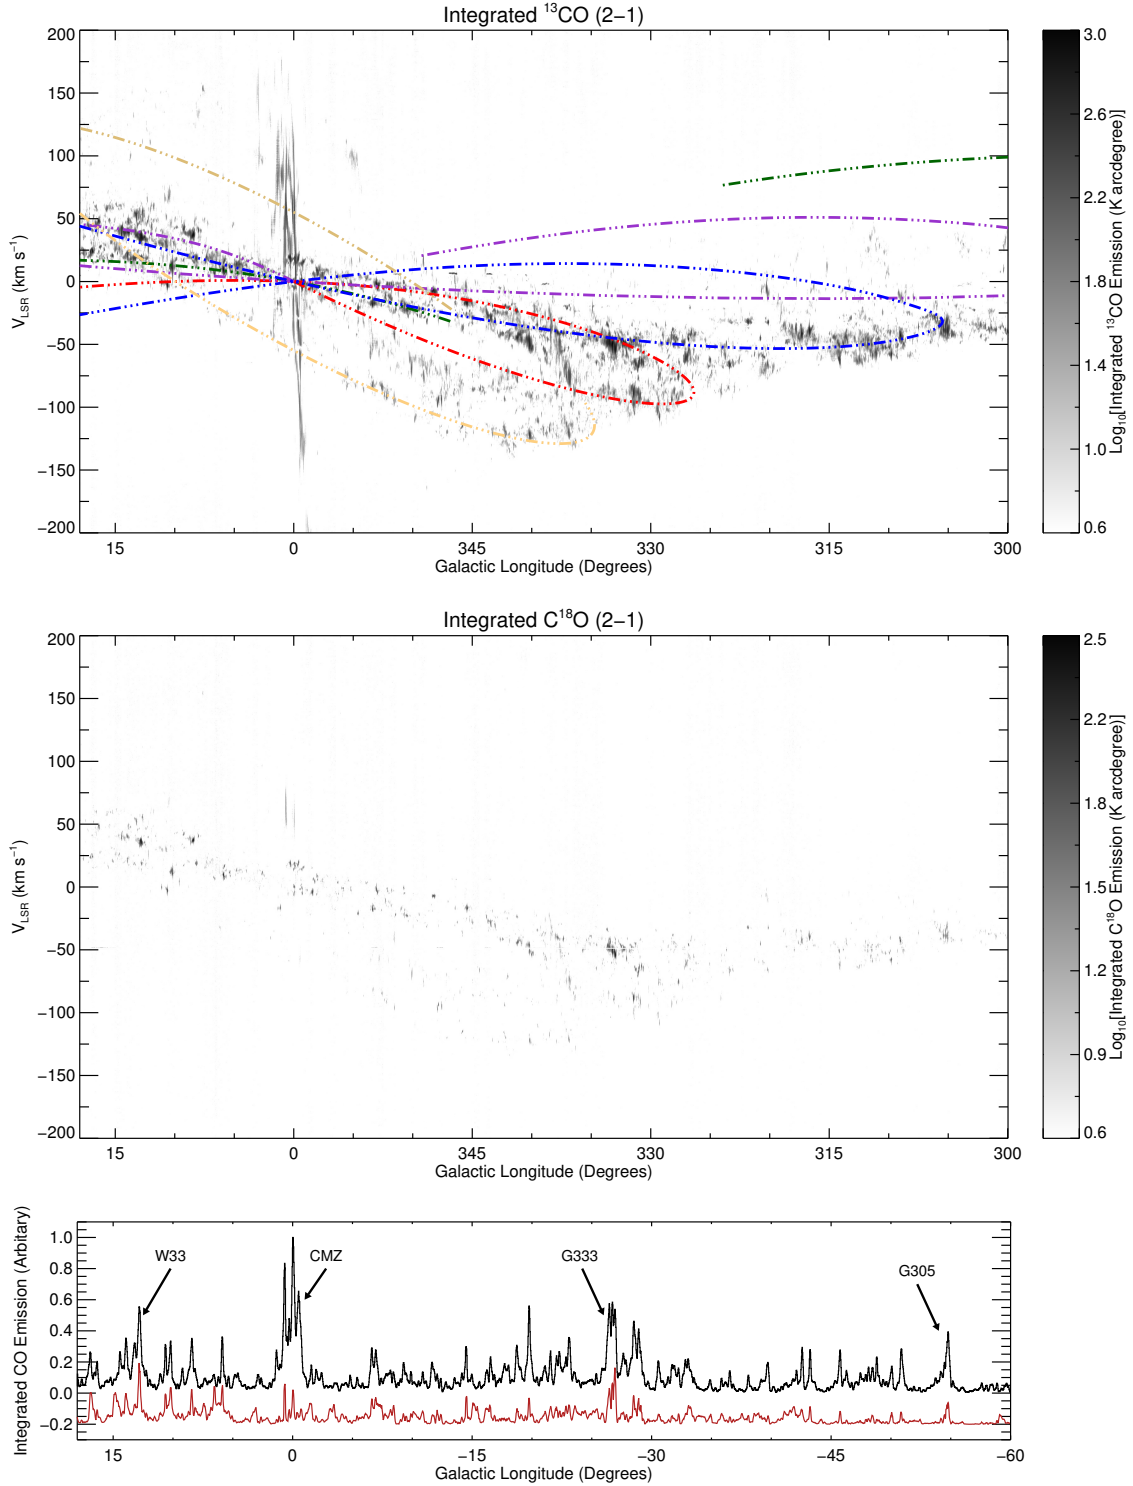 Integrated ¹³CO (2−1)
200
150
100
50
0
−50
−100
−150
−200
V_LSR (km s⁻¹)
15 0 345 330 315 300
Galactic Longitude (Degrees)
3.0
2.6
2.2
1.8
1.4
1.0
0.6
Log₁₀[Integrated ¹³CO Emission (K arcdegree)]
Integrated C¹⁸O (2−1)
200
150
100
50
0
−50
−100
−150
−200
V_LSR (km s⁻¹)
15 0 345 330 315 300
Galactic Longitude (Degrees)
2.5
2.2
1.8
1.5
1.2
0.9
0.6
Log₁₀[Integrated C¹⁸O Emission (K arcdegree)]
Integrated CO Emission (Arbitary)
1.0
0.8
0.6
0.4
0.2
0.0
−0.2
W33
CMZ
G333
G305
15 0 −15 −30 −45 −60
Galactic Longitude (Degrees)